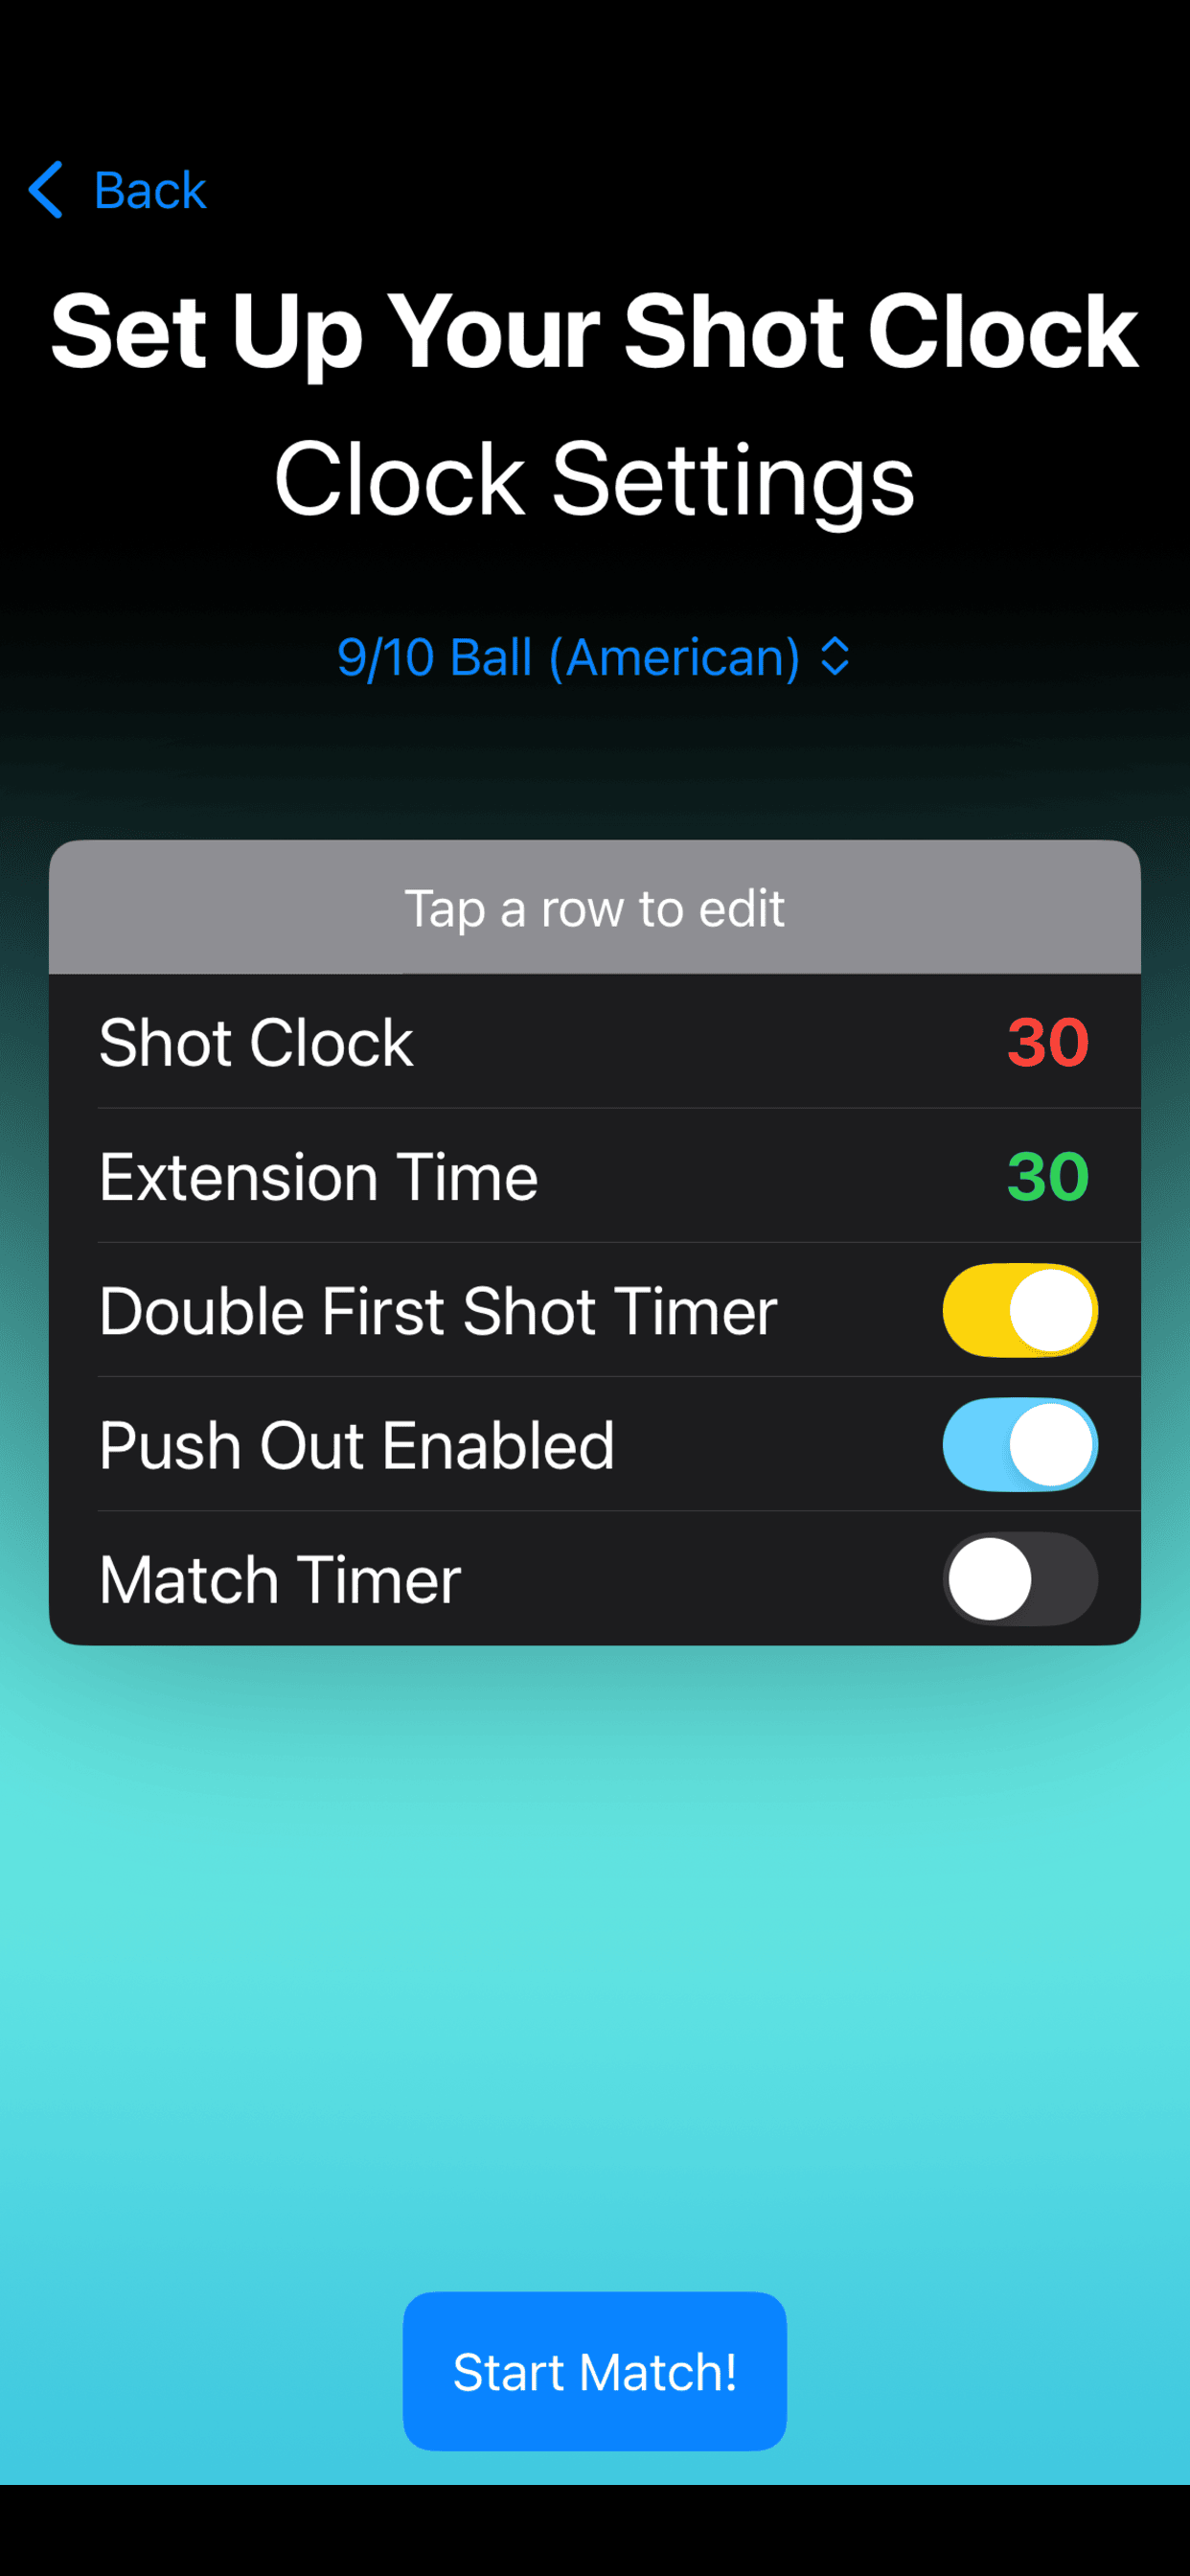 Back
Set Up Your Shot Clock
Clock Settings
9/10 Ball (American)
Tap a row to edit
Shot Clock 30
Extension Time 30
Double First Shot Timer
Push Out Enabled
Match Timer
Start Match!